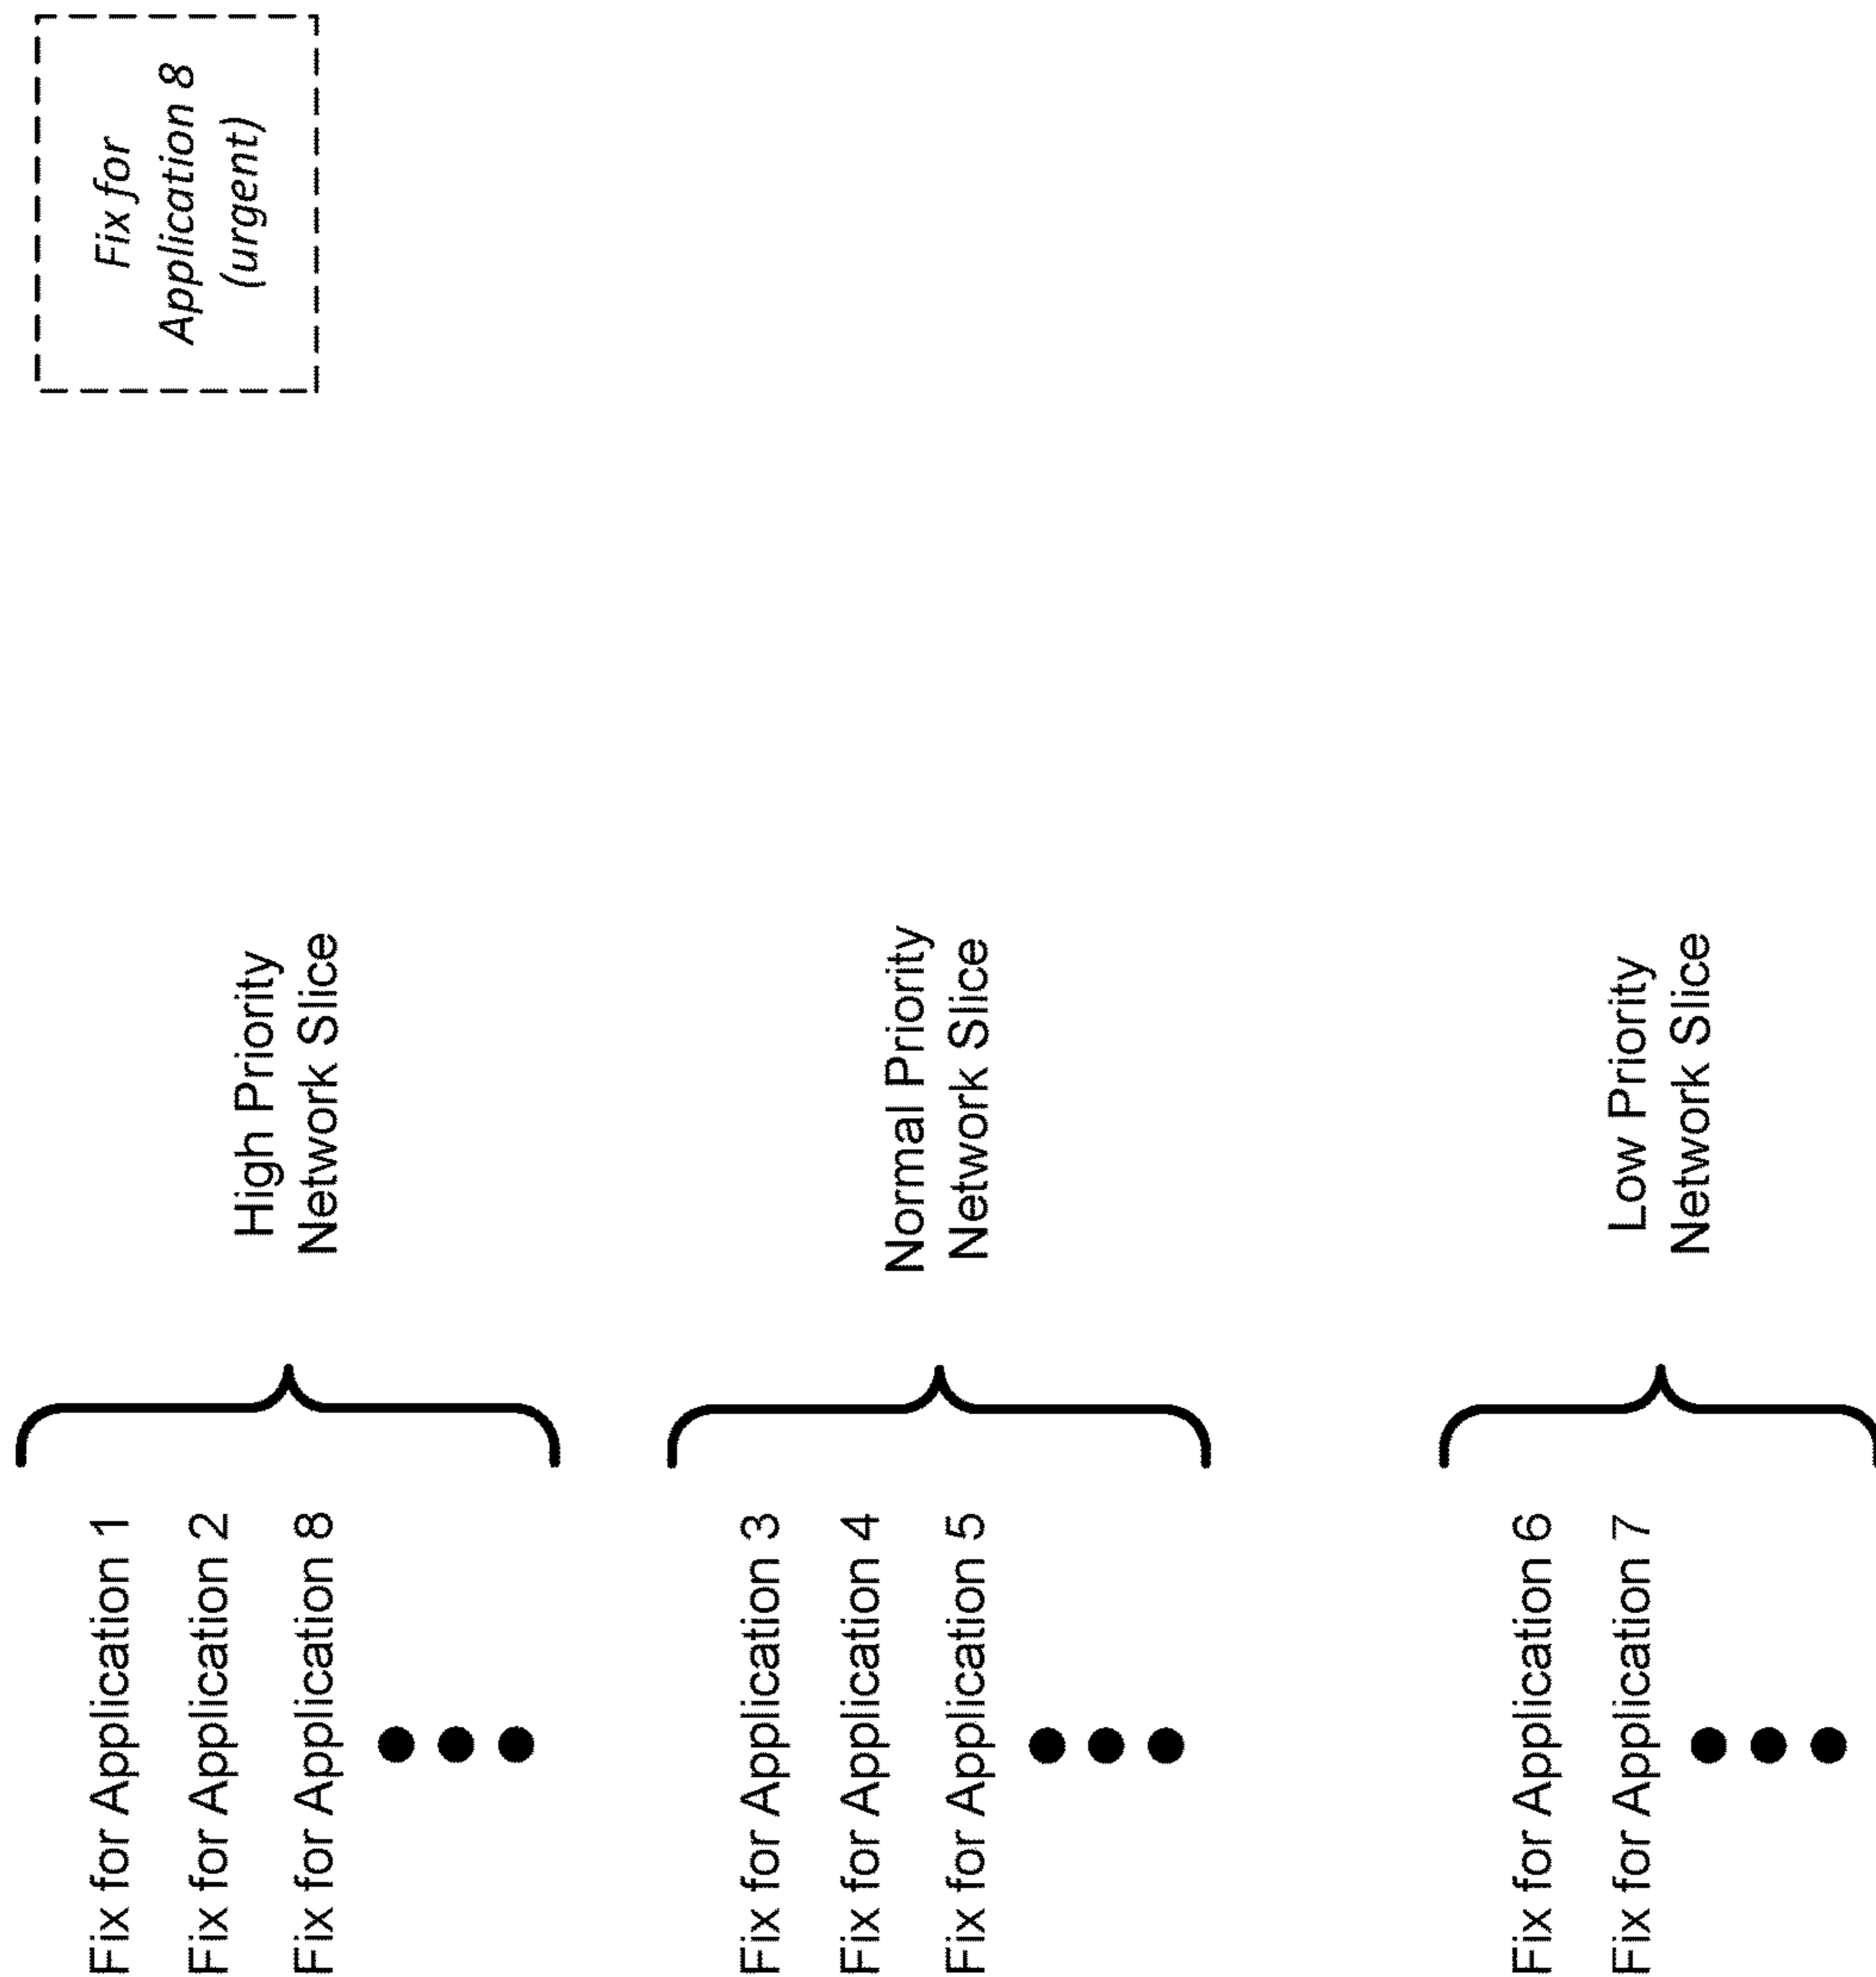 Fix for Application 1
Fix for Application 2
Fix for Application 8
High Priority
Network Slice
Fix for
Application 8
(urgent)
Fix for Application 3
Fix for Application 4
Fix for Application 5
Normal Priority
Network Slice
Fix for Application 6
Fix for Application 7
Low Priority
Network Slice